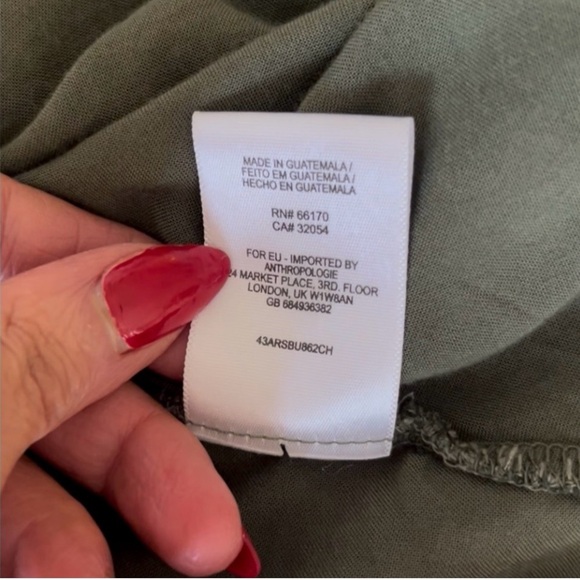 MADE IN GUATEMALA /
FEITO EM GUATEMALA /
HECHO EN GUATEMALA
RN# 66170
CA# 32054
FOR EU - IMPORTED BY
ANTHROPOLOGIE
24 MARKET PLACE, 3RD. FLOOR
LONDON, UK W1W8AN
GB 684936382
43ARSBU862CH